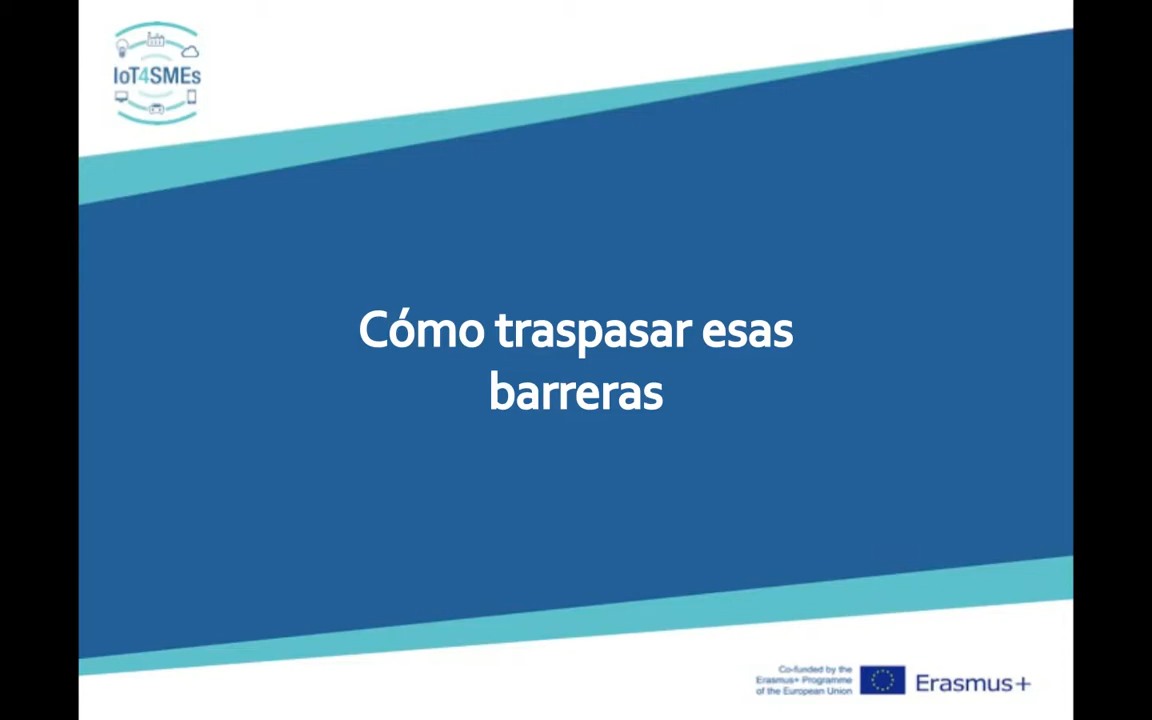 IoT4SMEs
Cómo traspasar esas
barreras
Co-funded by the
Erasmus+ Programme
of the European Union
Erasmus+